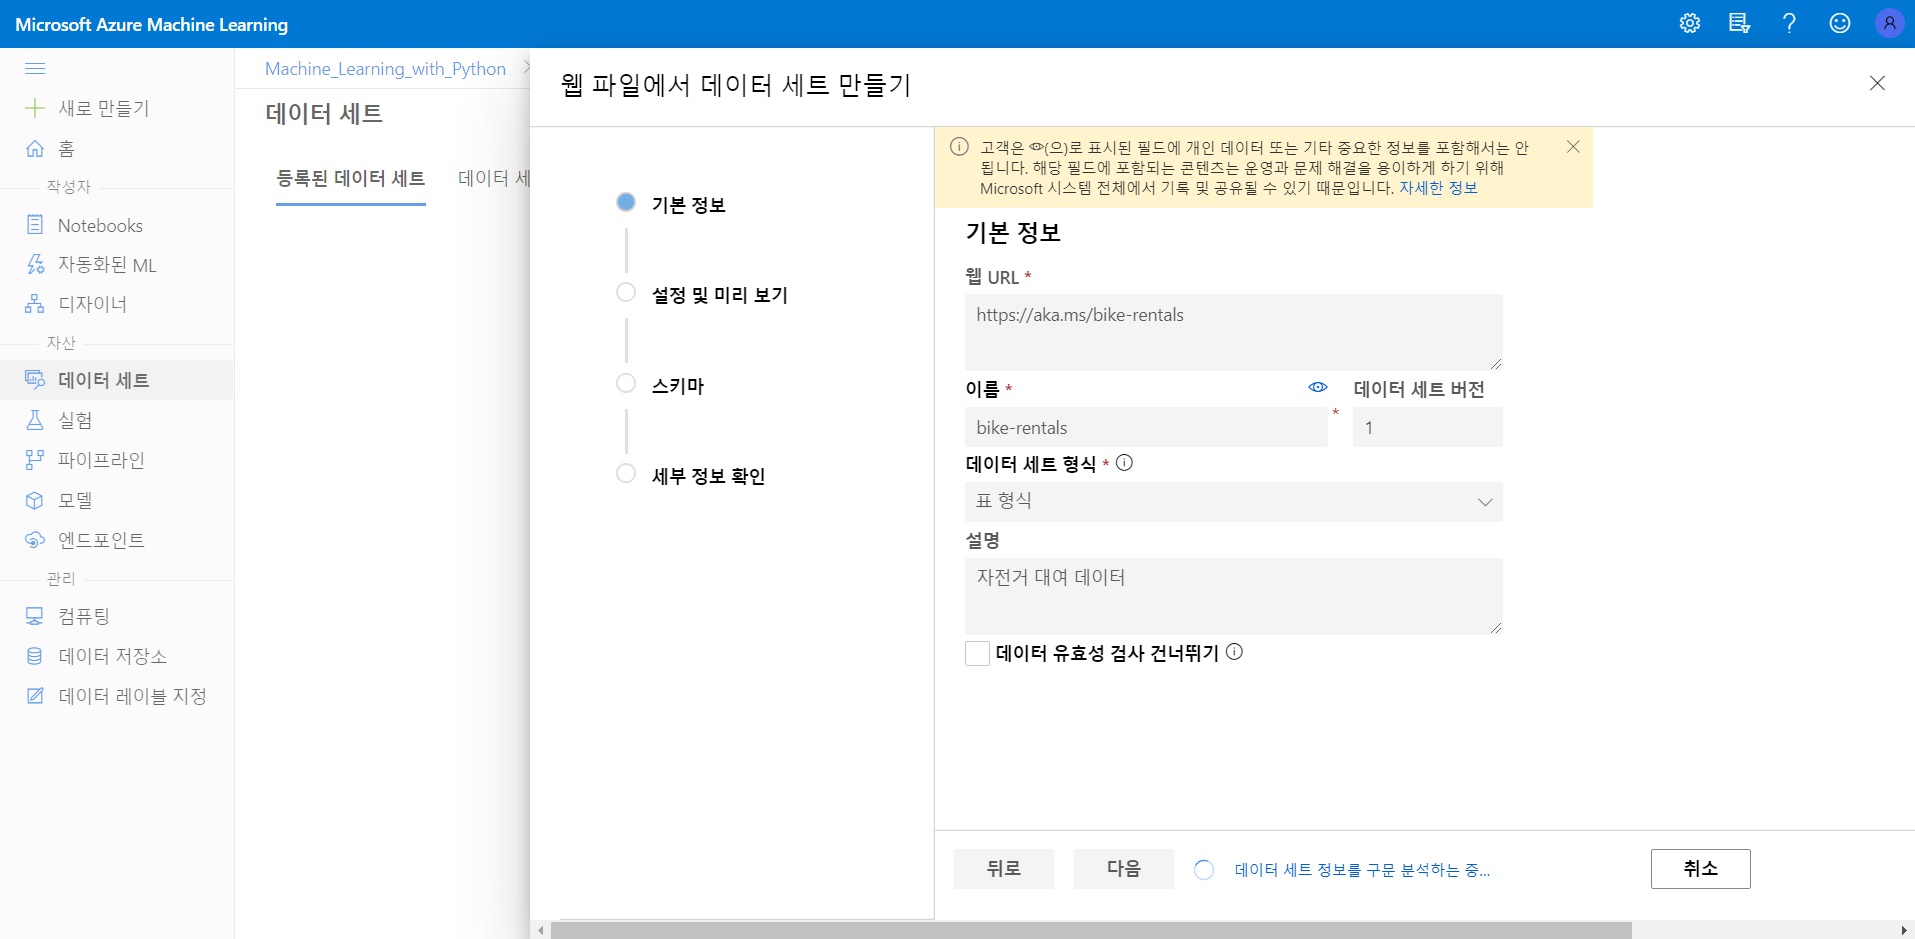 Microsoft Azure Machine Learning
새로 만들기
홈
작성자
Notebooks
자동화된 ML
디자이너
자산
데이터 세트
실험
파이프라인
모델
엔드포인트
관리
컴퓨팅
데이터 저장소
데이터 레이블 지정
Machine_Learning_with_Python
데이터 세트
등록된 데이터 세트
데이터 세
웹 파일에서 데이터 세트 만들기
기본 정보
설정 및 미리 보기
스키마
세부 정보 확인
고객은 (으)로 표시된 필드에 개인 데이터 또는 기타 중요한 정보를 포함해서는 안
됩니다. 해당 필드에 포함되는 콘텐츠는 운영과 문제 해결을 용이하게 하기 위해
Microsoft 시스템 전체에서 기록 및 공유될 수 있기 때문입니다. 자세한 정보
기본 정보
웹 URL *
https://aka.ms/bike-rentals
이름 *
데이터 세트 버전
bike-rentals
*
1
데이터 세트 형식 *
표 형식
설명
자전거 대여 데이터
데이터 유효성 검사 건너뛰기
뒤로
다음
데이터 세트 정보를 구문 분석하는 중...
취소